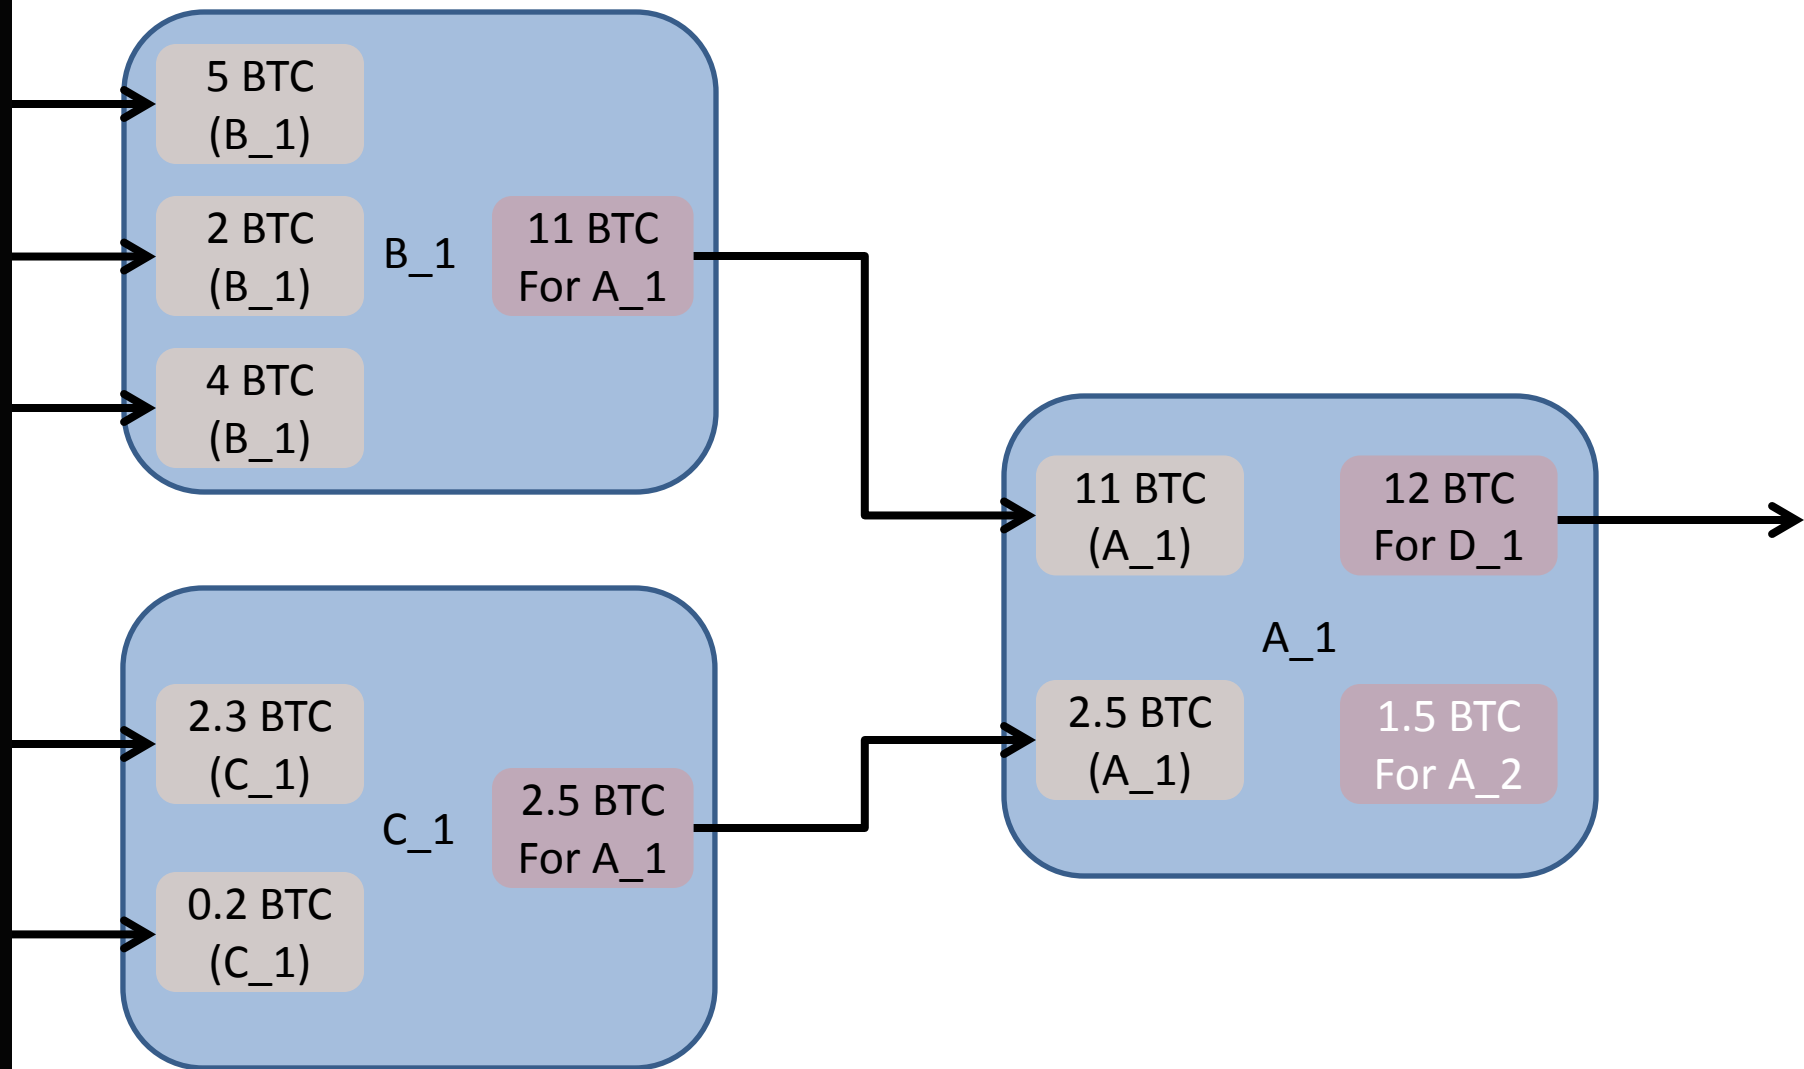 5 BTC
(B_1)
2 BTC
(B_1)
4 BTC
(B_1)
B_1
11 BTC
For A_1
2.3 BTC
(C_1)
0.2 BTC
(C_1)
C_1
2.5 BTC
For A_1
11 BTC
(A_1)
2.5 BTC
(A_1)
A_1
12 BTC
For D_1
1.5 BTC
For A_2